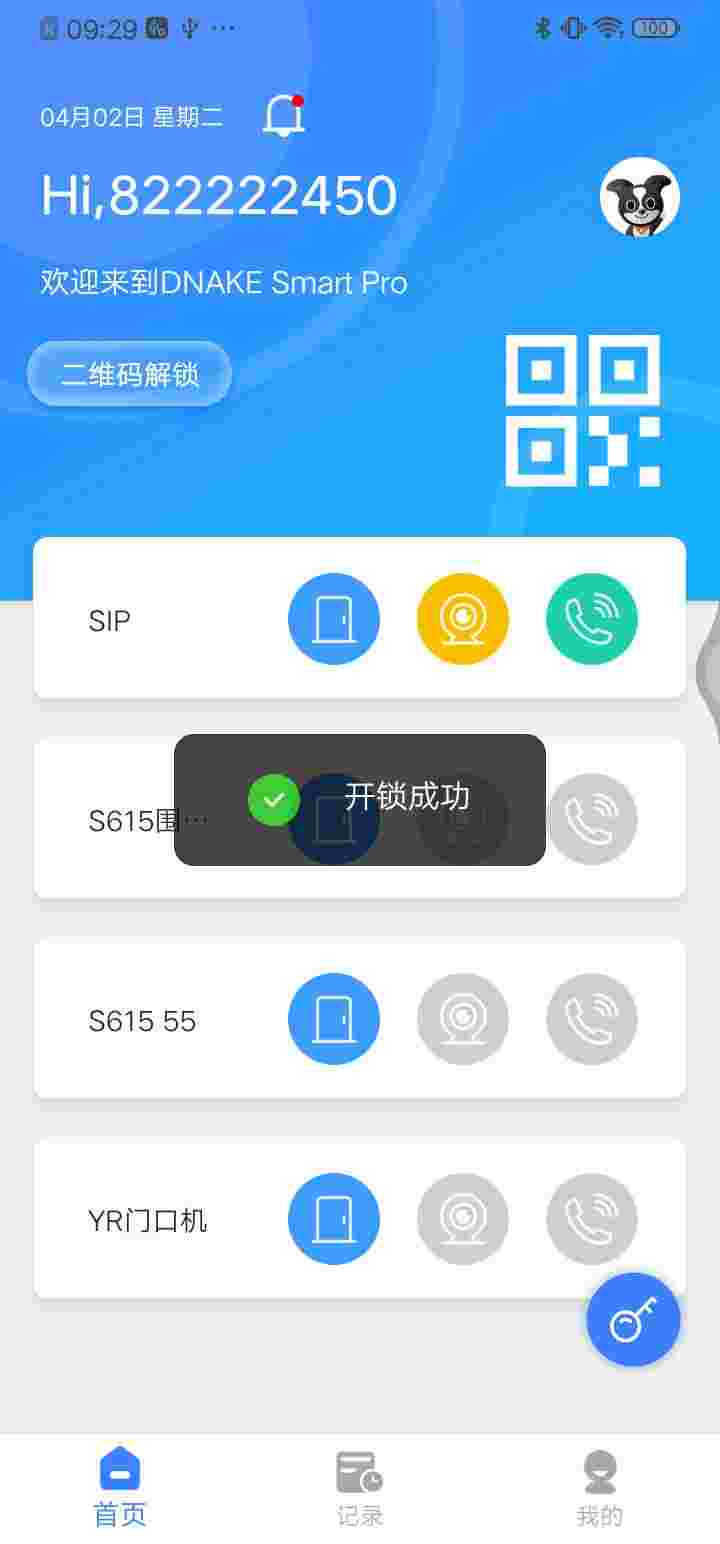 09:29
100
04月02日 星期二
Hi,822222450
欢迎来到DNAKE Smart Pro
二维码解锁
SIP
S615围…
开锁成功
S615 55
YR门口机
首页
记录
我的